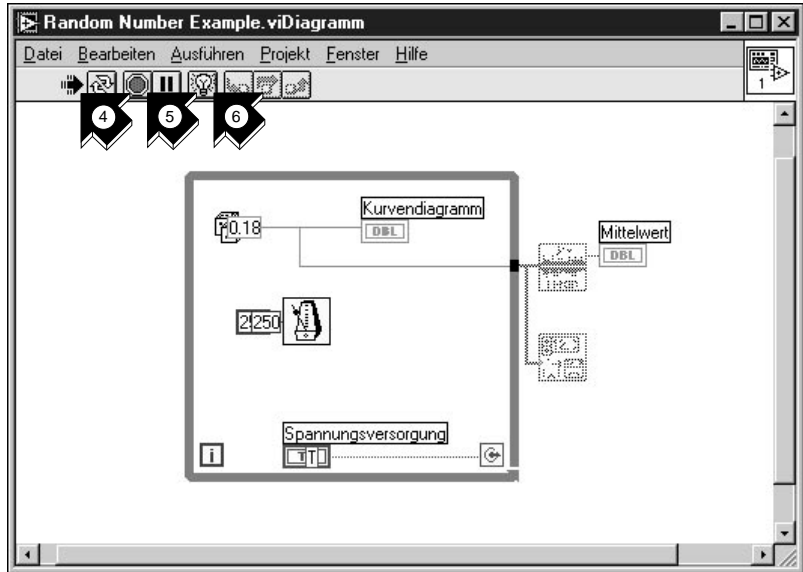 Random Number Example.viDiagramm
Datei Bearbeiten Ausführen Projekt Fenster Hilfe
1
4 5 6
Kurvendiagramm
0.18
DBL
Mittelwert
DBL
250
Spannungsversorgung
i
T